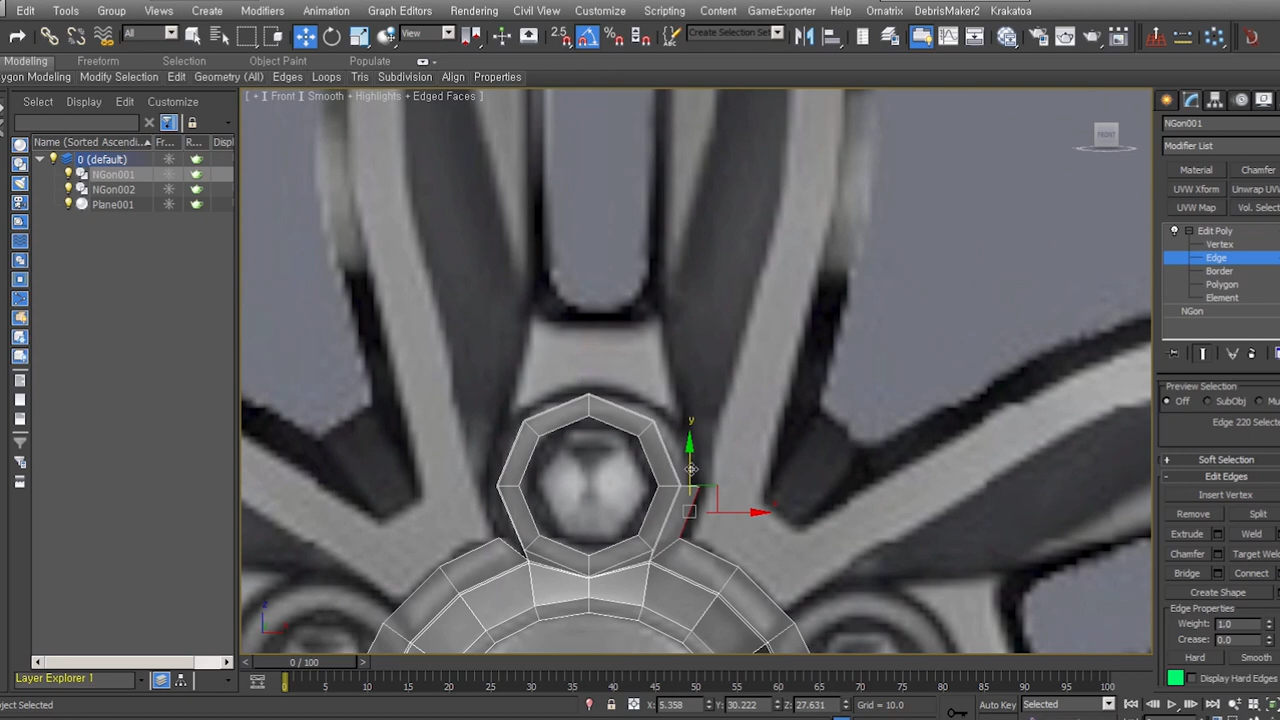 Edit Tools Group Views Create Modifiers Animation Graph Editors Rendering Civil View Customize Scripting Content GameExporter Help Ornatrix DebrisMaker2 Krakatoa
All View 2.5 Create Selection Set
Modeling Freeform Selection Object Paint Populate
ygon Modeling Modify Selection Edit Geometry (All) Edges Loops Tris Subdivision Align Properties
Select Display Edit Customize
[ + ][ Front ][ Smooth + Highlights + Edged Faces ]
FRONT
NGon001
Name (Sorted Ascendi... Fr... R... Displ
Modifier List
0 (default)
NGon001
NGon002
Plane001
Material Chamfer
UVW Xform Unwrap UV
UVW Map Vol. Select
Edit Poly
Vertex
Edge
Border
Polygon
Element
NGon
Preview Selection
Off SubObj Mu
Edge 220 Selecte
+ Soft Selection
- Edit Edges
Insert Vertex
Remove Split
Extrude Weld
Chamfer Target Weld
Bridge Connect
Create Shape
Edge Properties
Weight: 1.0
Crease: 0.0
Hard Smooth
Display Hard Edges
y
x
z
0 / 100
Layer Explorer 1
0 5 10 15 20 25 30 35 40 45 50 55 60 65 70 75 80 85 90 95 100
ject Selected X: 5.358 Y: 30.222 Z: 27.631 Grid = 10.0 Auto Key Selected